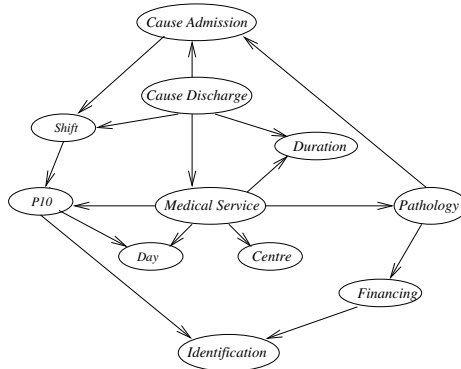 Cause Admission
Cause Discharge
Shift
Duration
P10
Medical Service
Pathology
Day
Centre
Financing
Identification